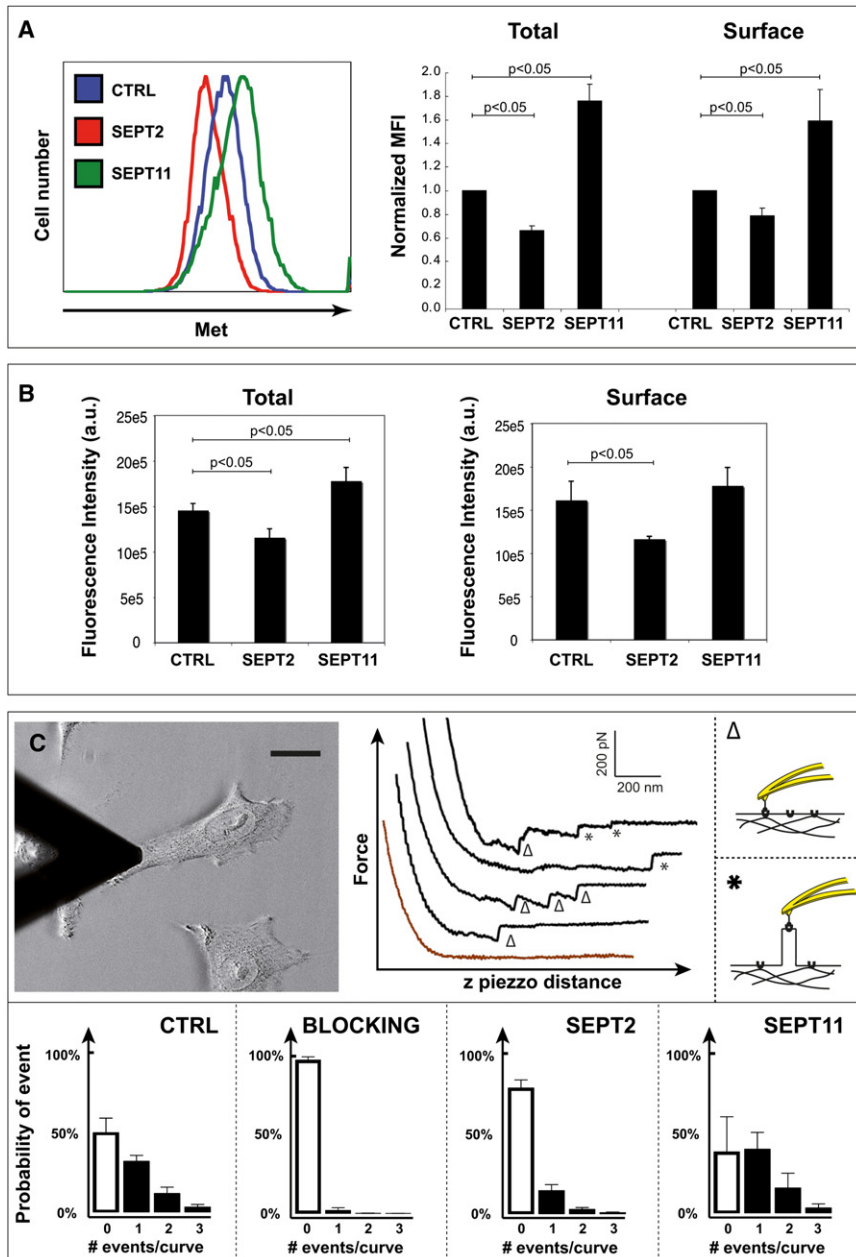 A
CTRL
SEPT2
SEPT11
Cell number
Met
Total
Surface
Normalized MFI
2.0
1.8
1.6
1.4
1.2
1.0
0.8
0.6
0.4
0.2
0.0
p<0.05
p<0.05
p<0.05
p<0.05
CTRL SEPT2 SEPT11
CTRL SEPT2 SEPT11
B
Total
Fluorescence Intensity (a.u.)
25e5
20e5
15e5
10e5
5e5
0
p<0.05
p<0.05
CTRL SEPT2 SEPT11
Surface
Fluorescence Intensity (a.u.)
25e5
20e5
15e5
10e5
5e5
0
p<0.05
CTRL SEPT2 SEPT11
C
Force
200 pN
200 nm
Δ * *
*
Δ Δ Δ
Δ
z piezzo distance
Δ
*
Probability of event
CTRL
100%
50%
0%
0 1 2 3
# events/curve
BLOCKING
100%
50%
0%
0 1 2 3
# events/curve
SEPT2
100%
50%
0%
0 1 2 3
# events/curve
SEPT11
100%
50%
0%
0 1 2 3
# events/curve